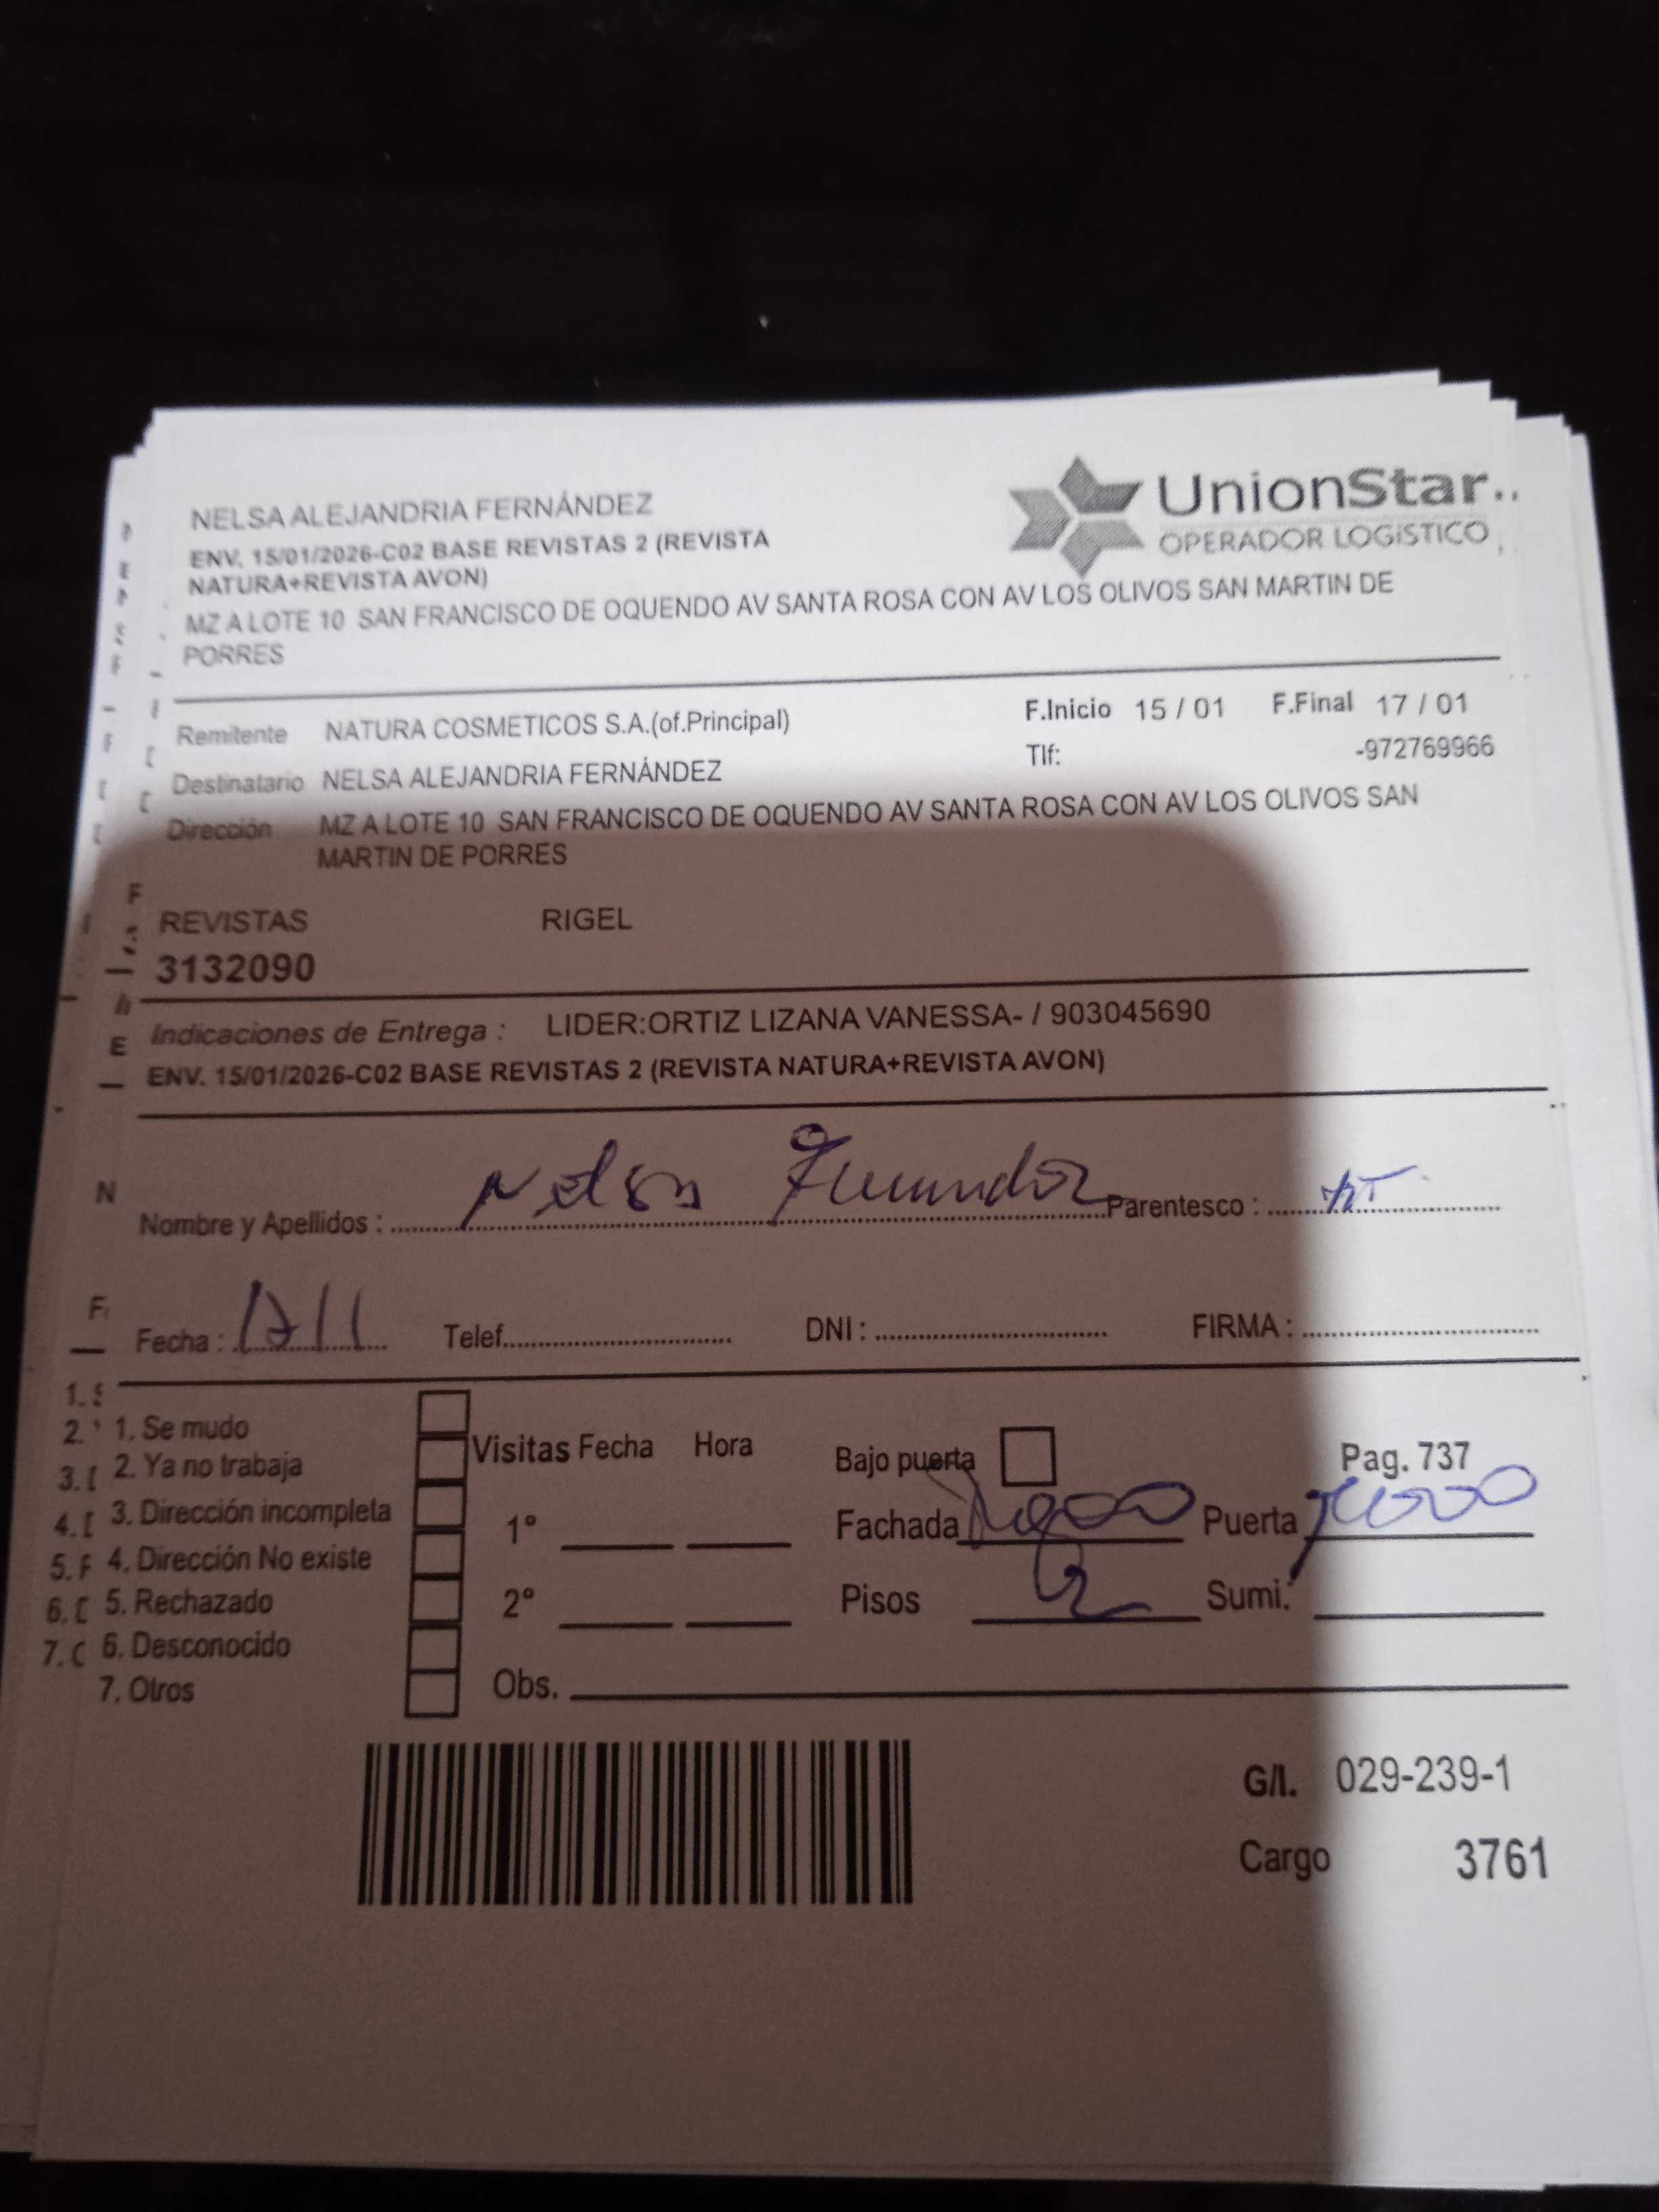 NELSA ALEJANDRIA FERNÁNDEZ
ENV. 15/01/2026-C02 BASE REVISTAS 2 (REVISTA
NATURA+REVISTA AVON)
MZ A LOTE 10 SAN FRANCISCO DE OQUENDO AV SANTA ROSA CON AV LOS OLIVOS SAN MARTIN DE
PORRES
UnionStar..
OPERADOR LOGÍSTICO
Remitente NATURA COSMETICOS S.A.(of.Principal) F.Inicio 15 / 01 F.Final 17 / 01
Destinatario NELSA ALEJANDRIA FERNÁNDEZ Tlf: -972769966
Dirección MZ A LOTE 10 SAN FRANCISCO DE OQUENDO AV SANTA ROSA CON AV LOS OLIVOS SAN
MARTIN DE PORRES
REVISTAS RIGEL
3132090
Indicaciones de Entrega : LIDER:ORTIZ LIZANA VANESSA- / 903045690
ENV. 15/01/2026-C02 BASE REVISTAS 2 (REVISTA NATURA+REVISTA AVON)
Nombre y Apellidos : Nelsa Parentesco :
Fecha : Telef. DNI : FIRMA :
1. Se mudo
2. Ya no trabaja
3. Dirección incompleta
4. Dirección No existe
5. Rechazado
6. Desconocido
7. Otros
Visitas Fecha Hora
1°
2°
Obs.
Bajo puerta Pag. 737
Fachada Puerta
Pisos 2 Sumi.
G/I. 029-239-1
Cargo 3761